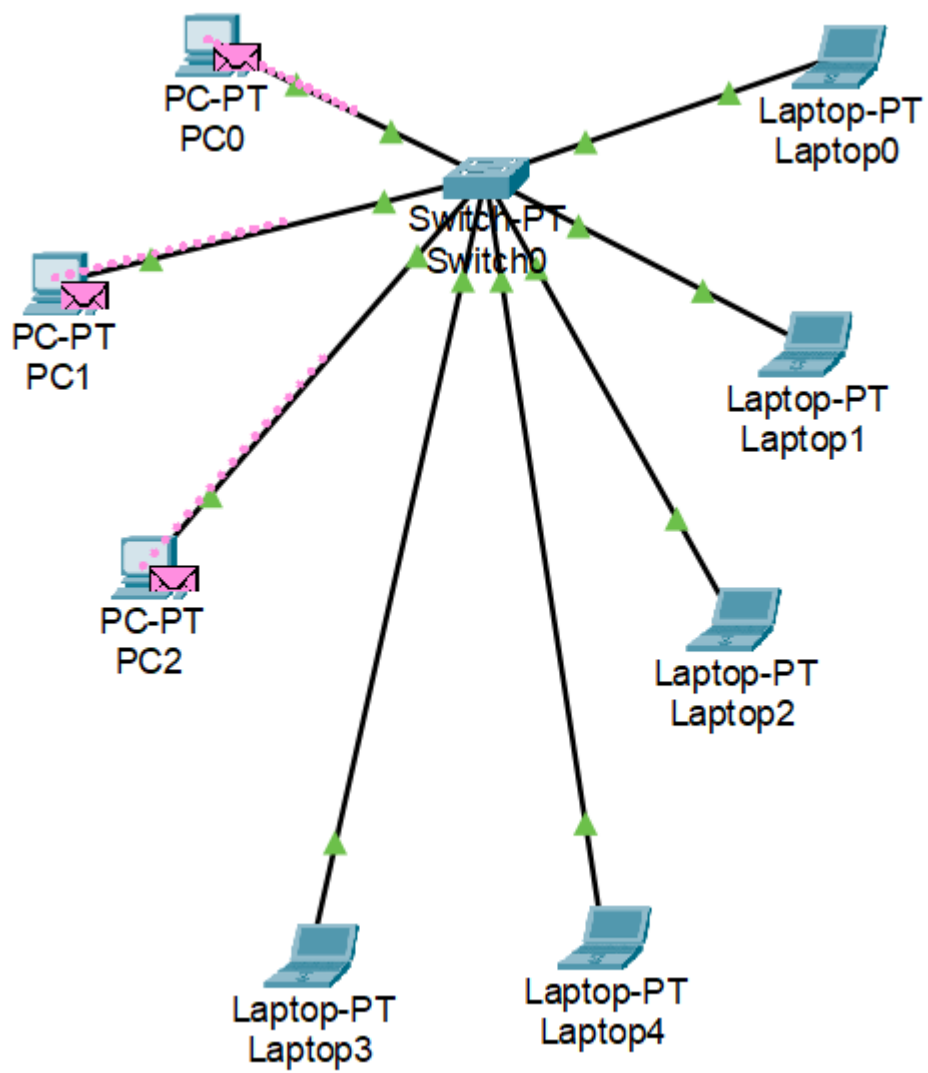 PC-PT
PC0
Laptop-PT
Laptop0
Switch-PT
Switch0
PC-PT
PC1
Laptop-PT
Laptop1
PC-PT
PC2
Laptop-PT
Laptop2
Laptop-PT
Laptop3
Laptop-PT
Laptop4